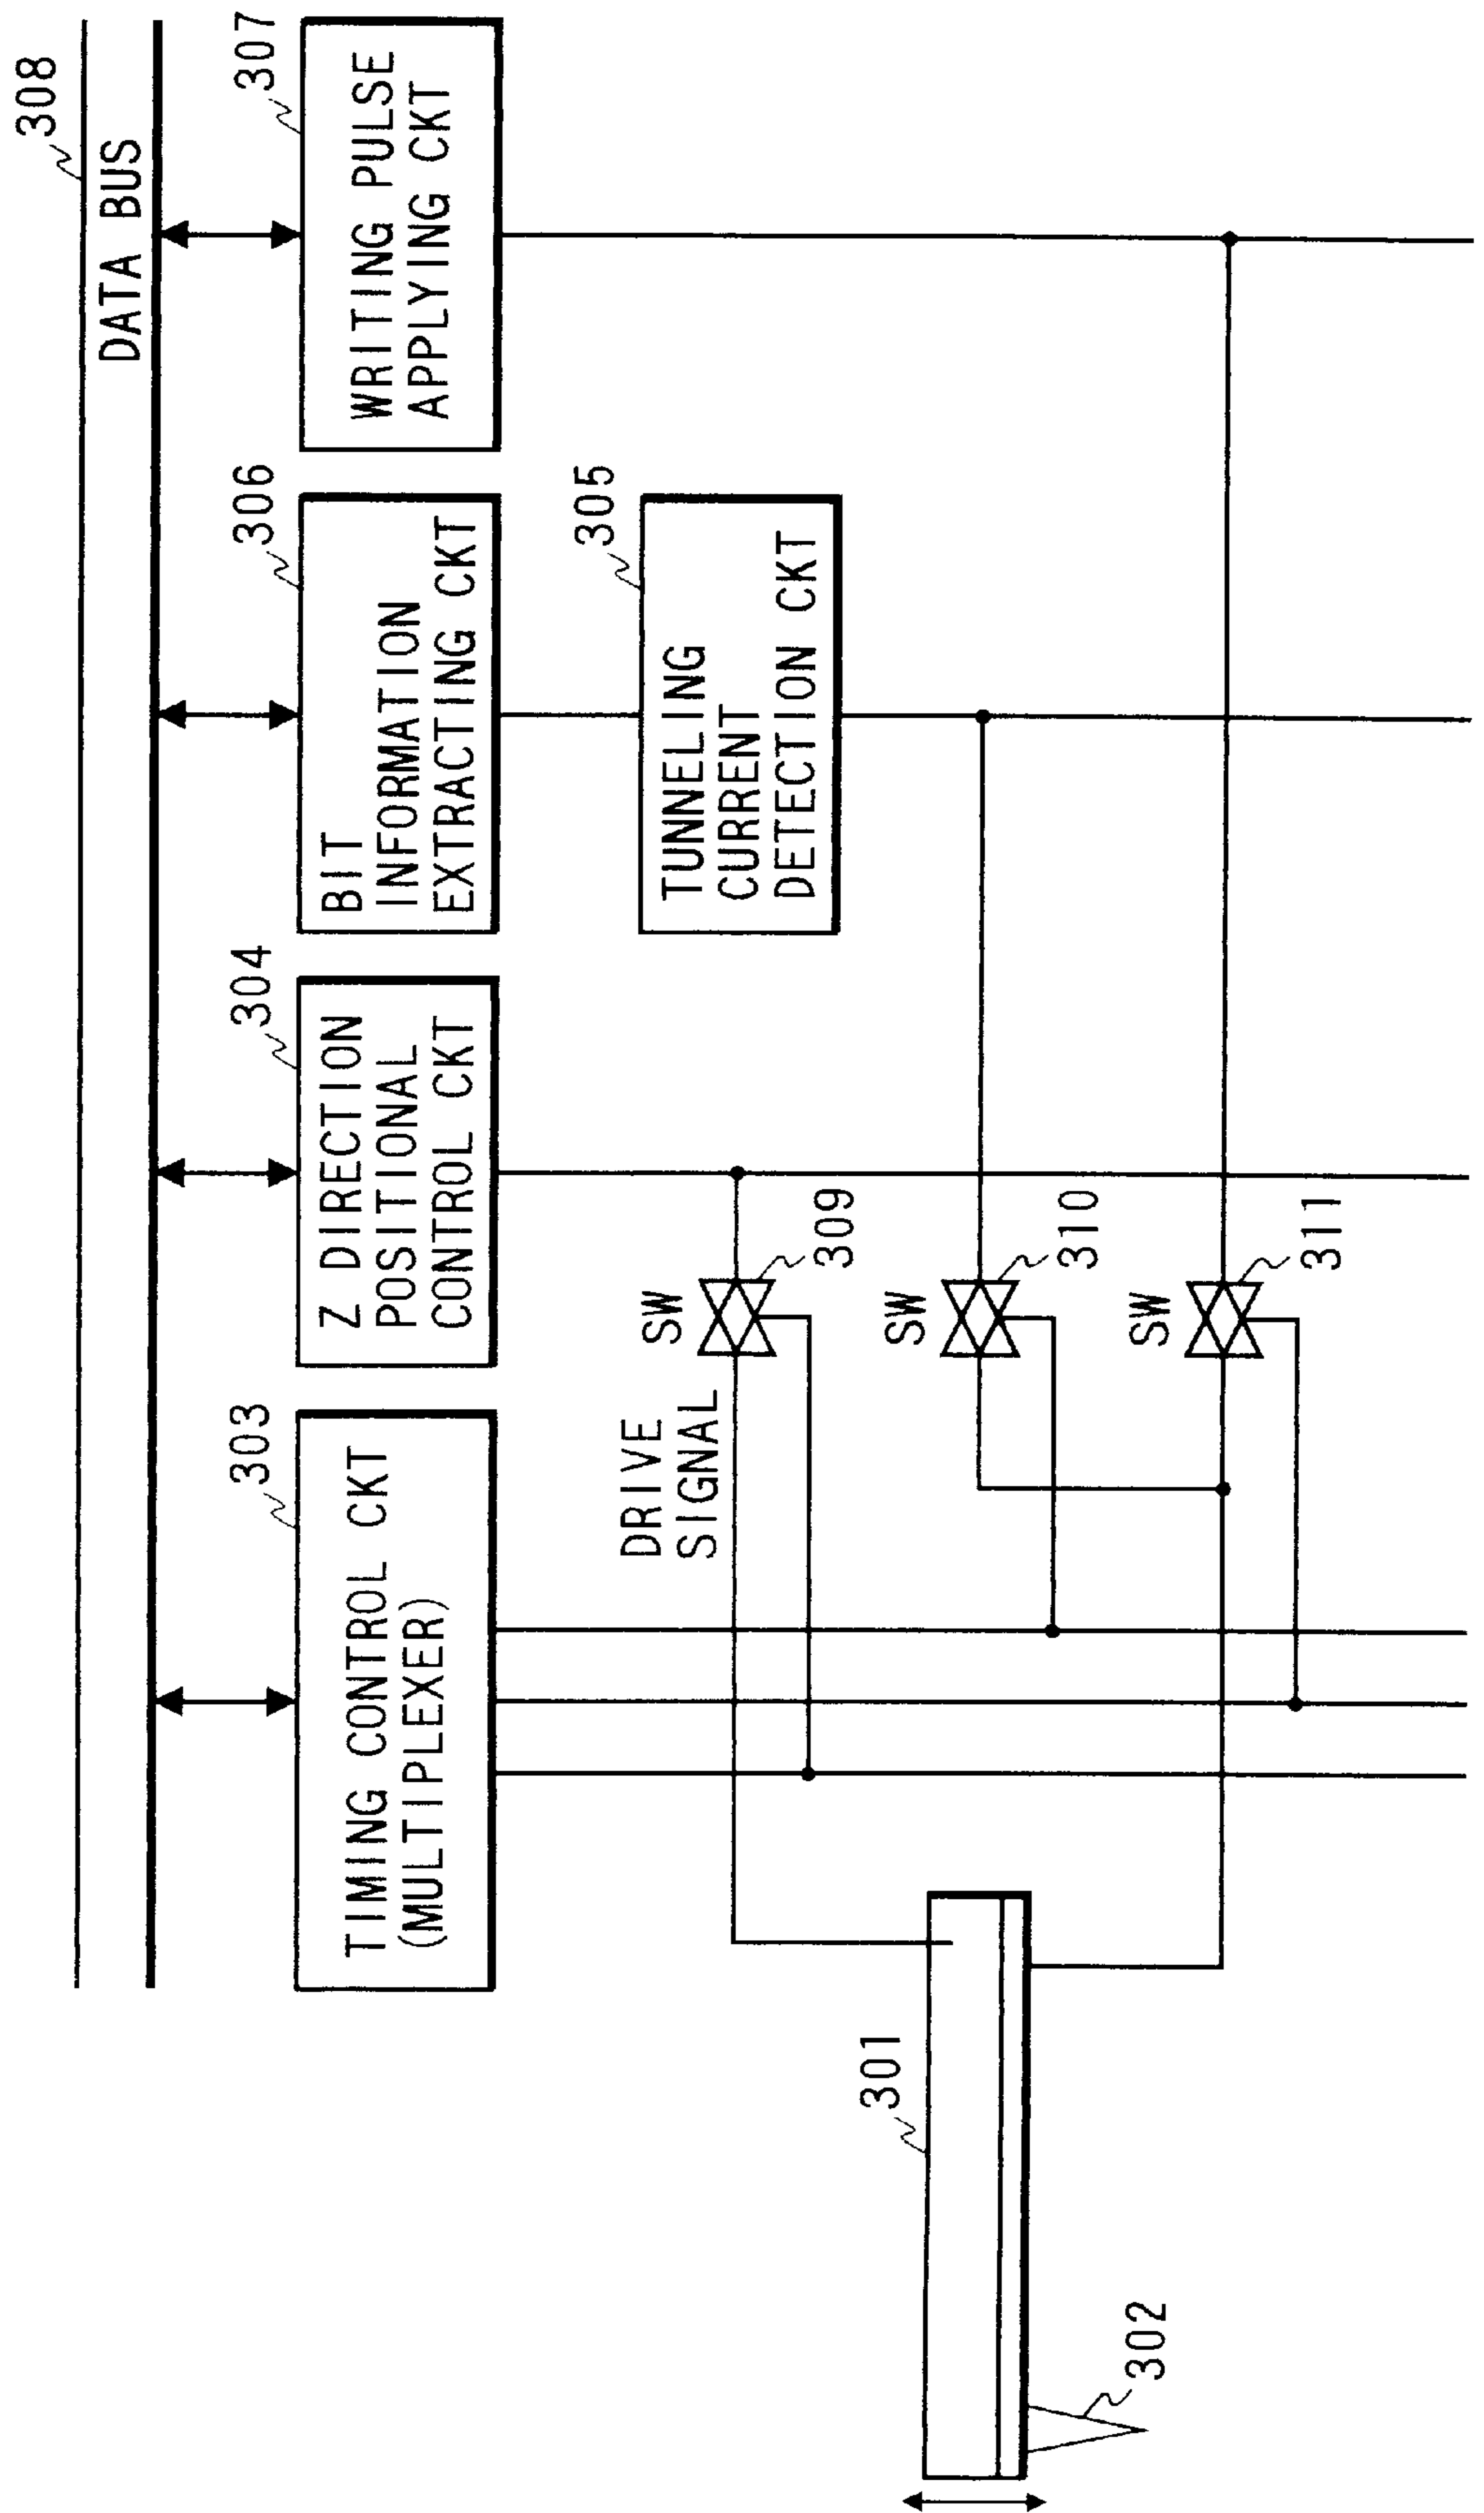 308
DATA BUS
303
304
306
307
TIMING CONTROL CKT
(MULTIPLEXER)
Z DIRECTION
POSITIONAL
CONTROL CKT
BIT
INFORMATION
EXTRACTING CKT
WRITING PULSE
APPLYING CKT
305
TUNNELING
CURRENT
DETECTION CKT
DRIVE
SIGNAL
SW
309
301
SW
310
SW
311
302